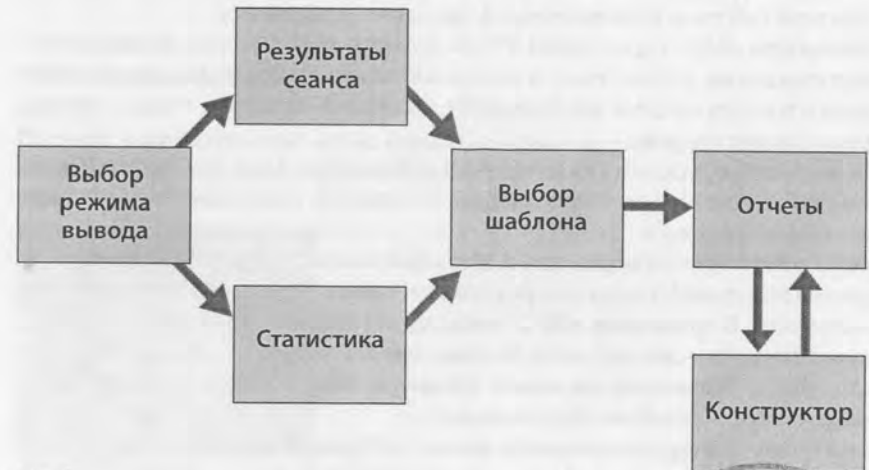 Результаты
сеанса
Выбор
режима
вывода
Выбор
шаблона
Отчеты
Статистика
Конструктор